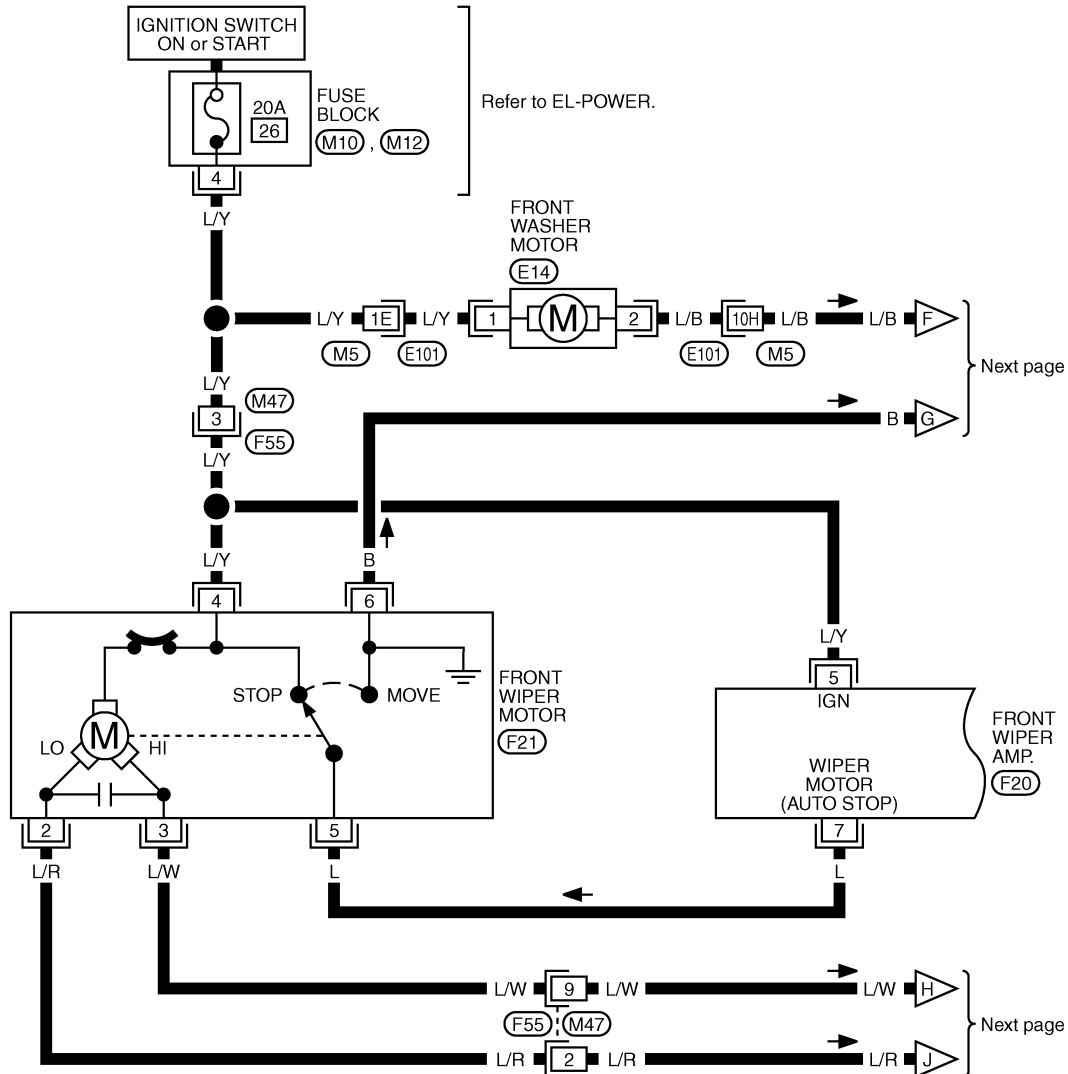 IGNITION SWITCH
ON or START
20A
26
FUSE
BLOCK
M10 , M12
Refer to EL-POWER.
4
L/Y
FRONT
WASHER
MOTOR
E14
L/Y 1E L/Y 1 M 2 L/B 10H L/B L/B F
M5 E101 E101 M5
Next page
L/Y
M47
3
F55
L/Y
B G
L/Y
B
4
6
L/Y
5
IGN
STOP MOVE
FRONT
WIPER
MOTOR
F21
LO M HI
FRONT
WIPER
AMP.
F20
WIPER
MOTOR
(AUTO STOP)
2 3 5 7
L/R L/W L L
L/W 9 L/W L/W H
F55 M47
Next page
L/R 2 L/R L/R J